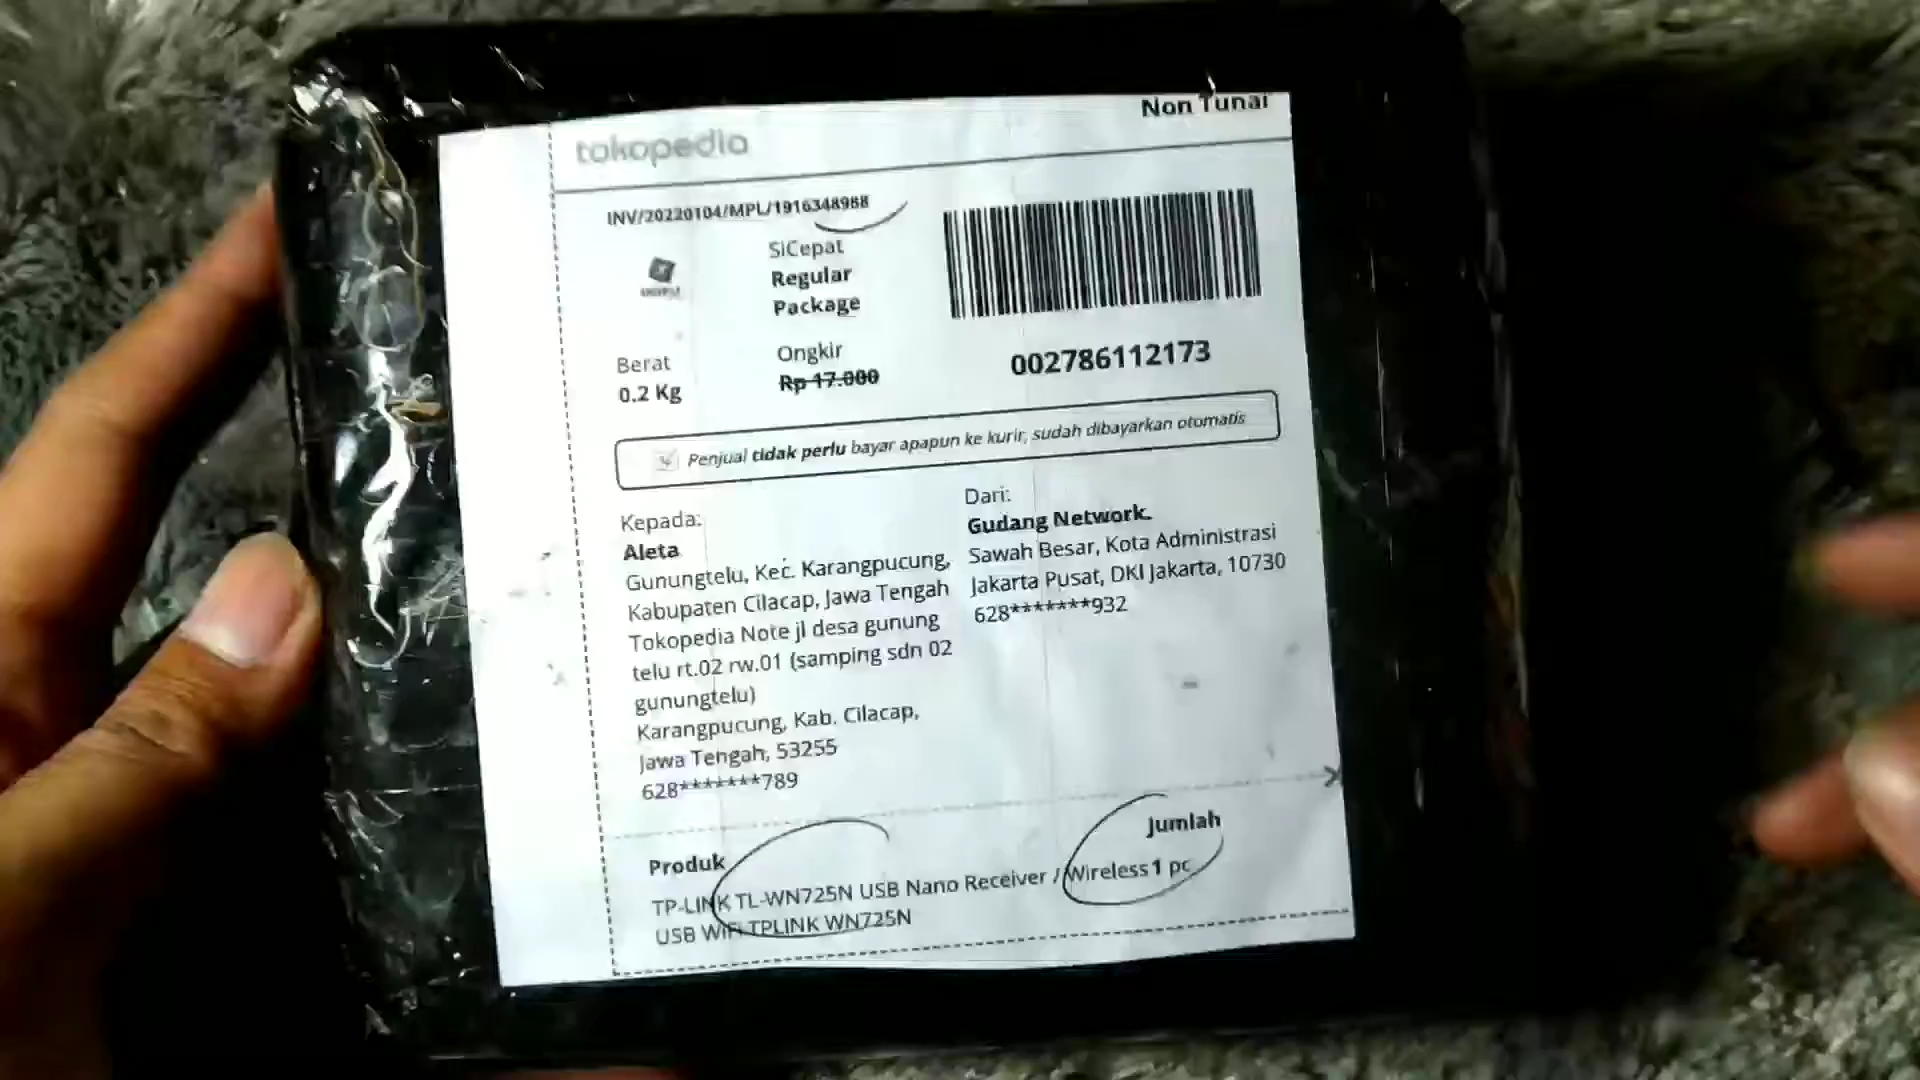 Non Tunai
tokopedia
INV/20220104/MPL/1916348968
SiCepat
Regular
Package
Berat
0.2 Kg
Ongkir
Rp 17.000
002786112173
Penjual tidak perlu bayar apapun ke kurir, sudah dibayarkan otomatis
Kepada:
Aleta
Gunungtelu, Kec. Karangpucung,
Kabupaten Cilacap, Jawa Tengah
Tokopedia Note jl desa gunung
telu rt.02 rw.01 (samping sdn 02
gunungtelu)
Karangpucung, Kab. Cilacap,
Jawa Tengah, 53255
628*******789
Dari:
Gudang Network.
Sawah Besar, Kota Administrasi
Jakarta Pusat, DKI Jakarta, 10730
628*******932
Produk
Jumlah
TP-LINK TL-WN725N USB Nano Receiver / Wireless 1 pc
USB WiFi TPLINK WN725N